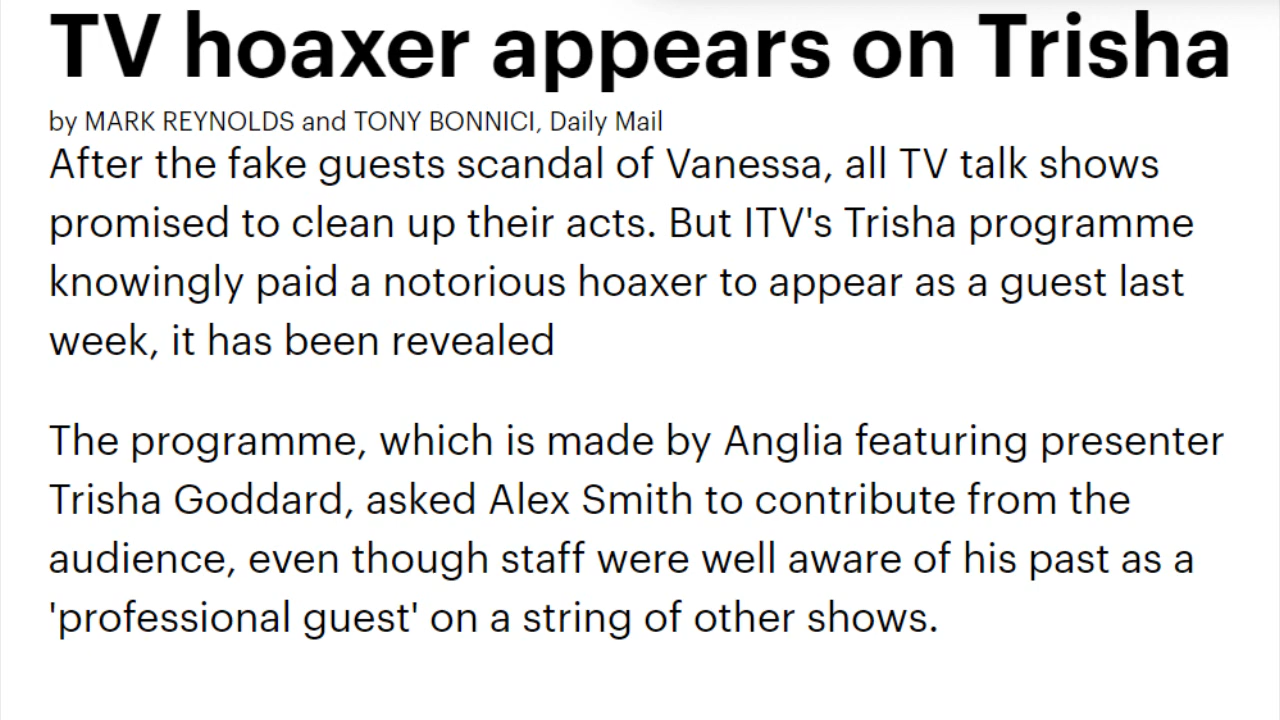 TV hoaxer appears on Trisha
by MARK REYNOLDS and TONY BONNICI, Daily Mail
After the fake guests scandal of Vanessa, all TV talk shows
promised to clean up their acts. But ITV's Trisha programme
knowingly paid a notorious hoaxer to appear as a guest last
week, it has been revealed
The programme, which is made by Anglia featuring presenter
Trisha Goddard, asked Alex Smith to contribute from the
audience, even though staff were well aware of his past as a
'professional guest' on a string of other shows.